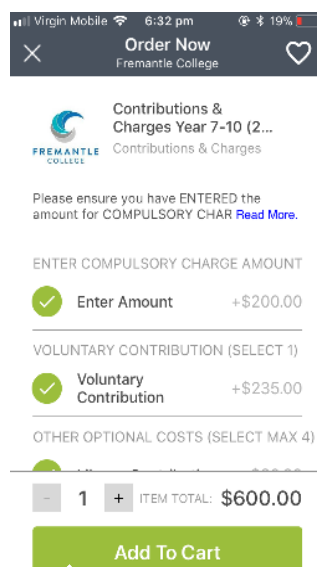 Virgin Mobile 6:32 pm 19%
Order Now
Fremantle College
Contributions &
Charges Year 7-10 (2...
FREMANTLE
COLLEGE
Contributions & Charges
Please ensure you have ENTERED the
amount for COMPULSORY CHAR Read More.
ENTER COMPULSORY CHARGE AMOUNT
Enter Amount +$200.00
VOLUNTARY CONTRIBUTION (SELECT 1)
Voluntary
Contribution +$235.00
OTHER OPTIONAL COSTS (SELECT MAX 4)
- 1 + ITEM TOTAL: $600.00
Add To Cart